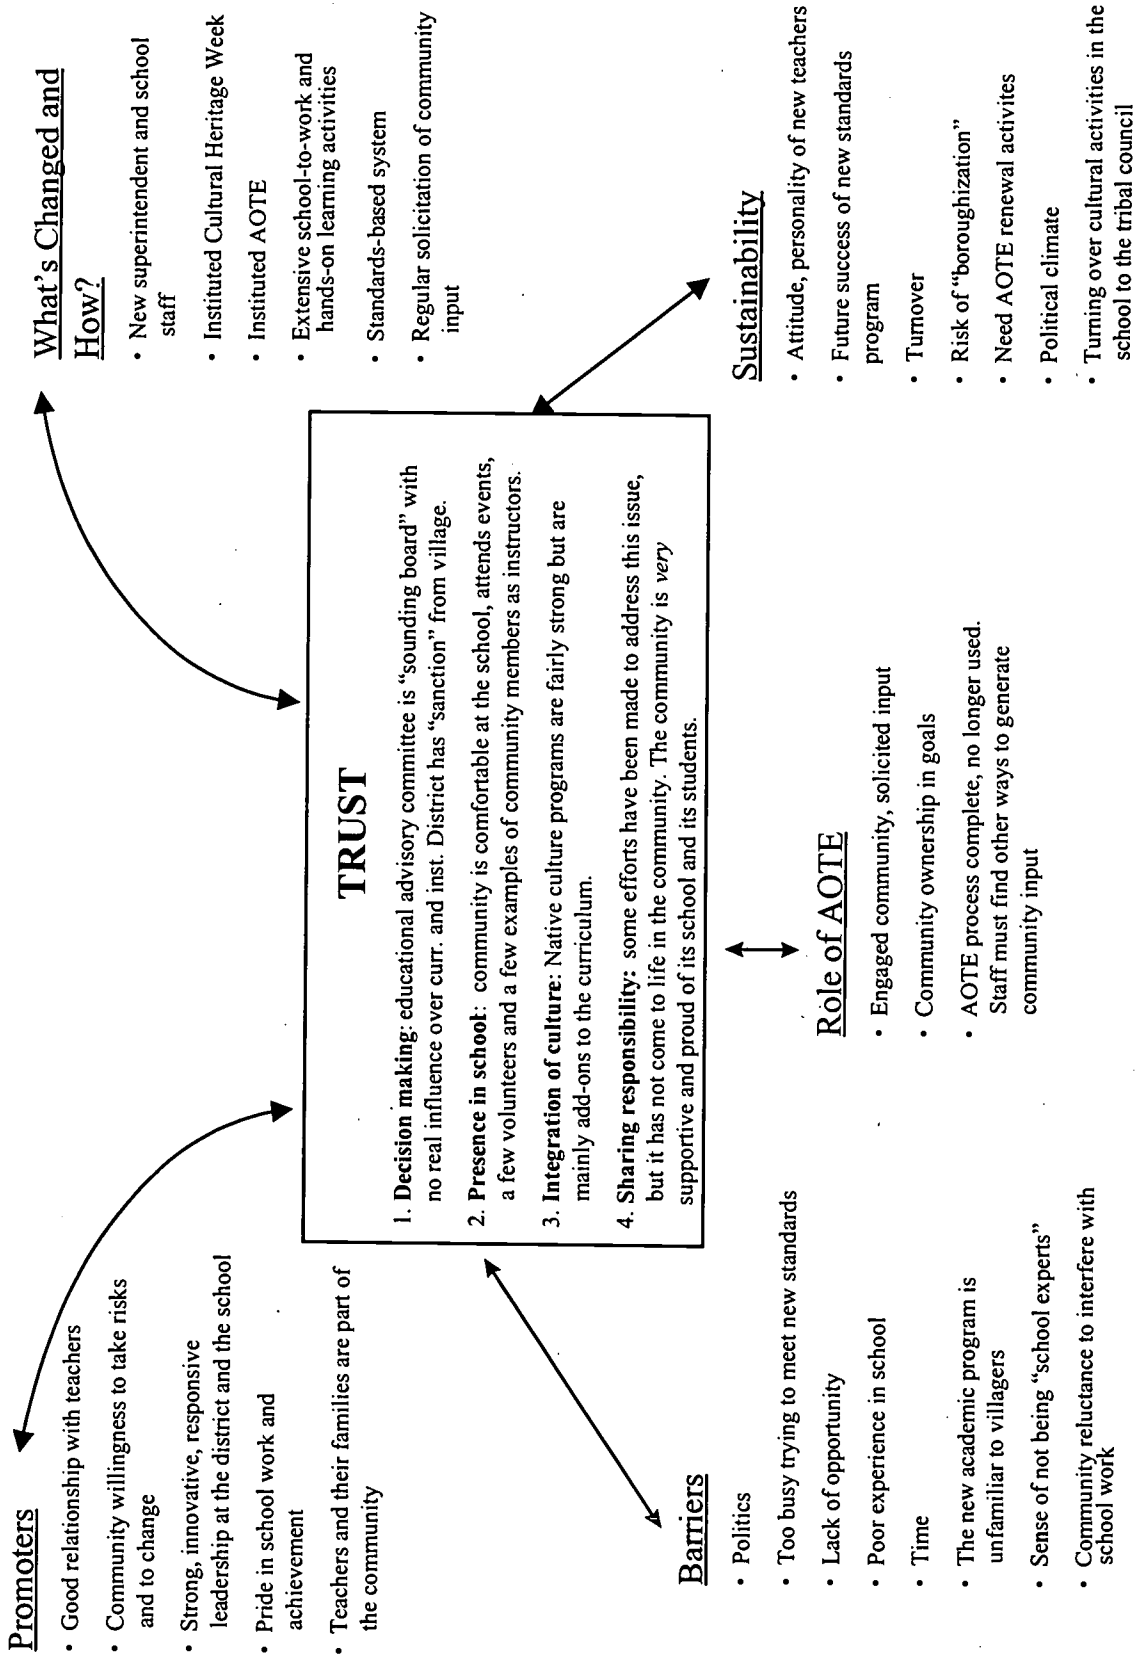 Promoters
• Good relationship with teachers
• Community willingness to take risks
and to change
• Strong, innovative, responsive
leadership at the district and the school
• Pride in school work and
achievement
• Teachers and their families are part of
the community
What's Changed and
How?
• New superintendent and school
staff
• Instituted Cultural Heritage Week
• Instituted AOTE
• Extensive school-to-work and
hands-on learning activities
• Standards-based system
• Regular solicitation of community
input
TRUST
1. Decision making: educational advisory committee is "sounding board" with
no real influence over curr. and inst. District has "sanction" from village.
2. Presence in school: community is comfortable at the school, attends events,
a few volunteers and a few examples of community members as instructors.
3. Integration of culture: Native culture programs are fairly strong but are
mainly add-ons to the curriculum.
4. Sharing responsibility: some efforts have been made to address this issue,
but it has not come to life in the community. The community is very
supportive and proud of its school and its students.
Barriers
• Politics
• Too busy trying to meet new standards
• Lack of opportunity
• Poor experience in school
• Time
• The new academic program is
unfamiliar to villagers
• Sense of not being "school experts"
• Community reluctance to interfere with
school work
Role of AOTE
• Engaged community, solicited input
• Community ownership in goals
• AOTE process complete, no longer used.
Staff must find other ways to generate
community input
Sustainability
• Attitude, personality of new teachers
• Future success of new standards
program
• Turnover
• Risk of "boroughization"
• Need AOTE renewal activites
• Political climate
• Turning over cultural activities in the
school to the tribal council